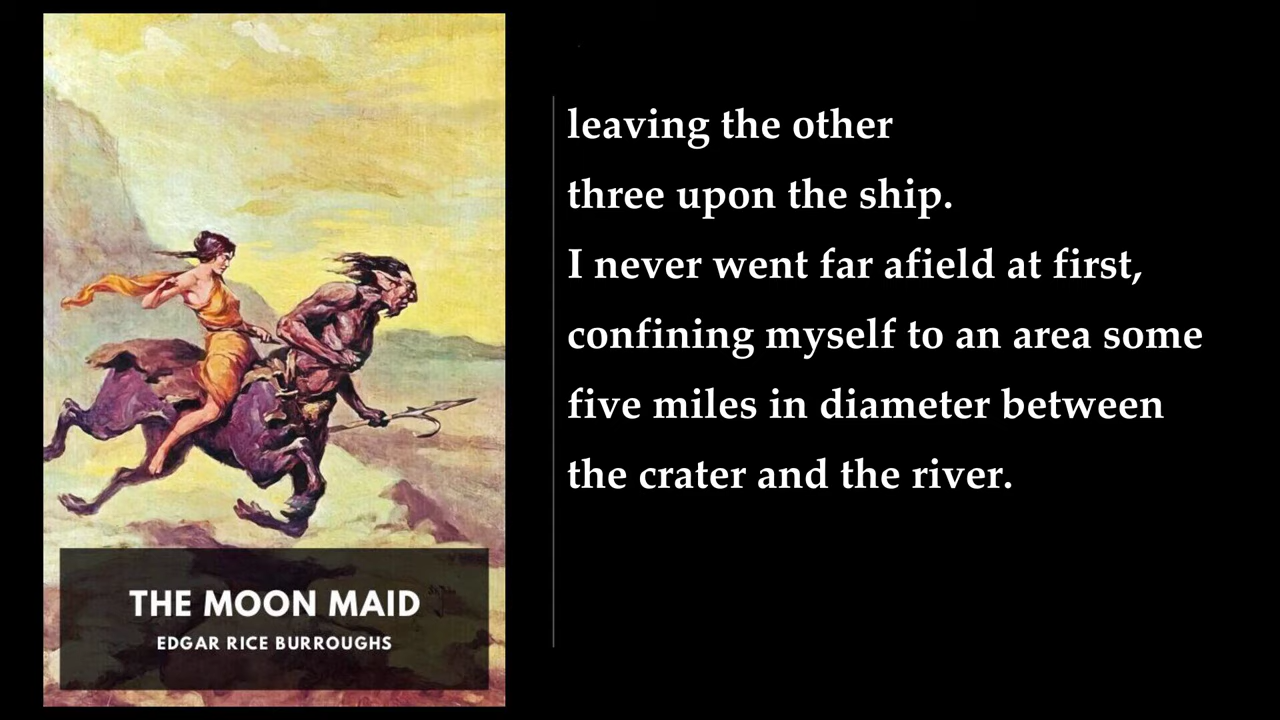 leaving the other
three upon the ship.
I never went far afield at first,
confining myself to an area some
five miles in diameter between
the crater and the river.
THE MOON MAID
EDGAR RICE BURROUGHS